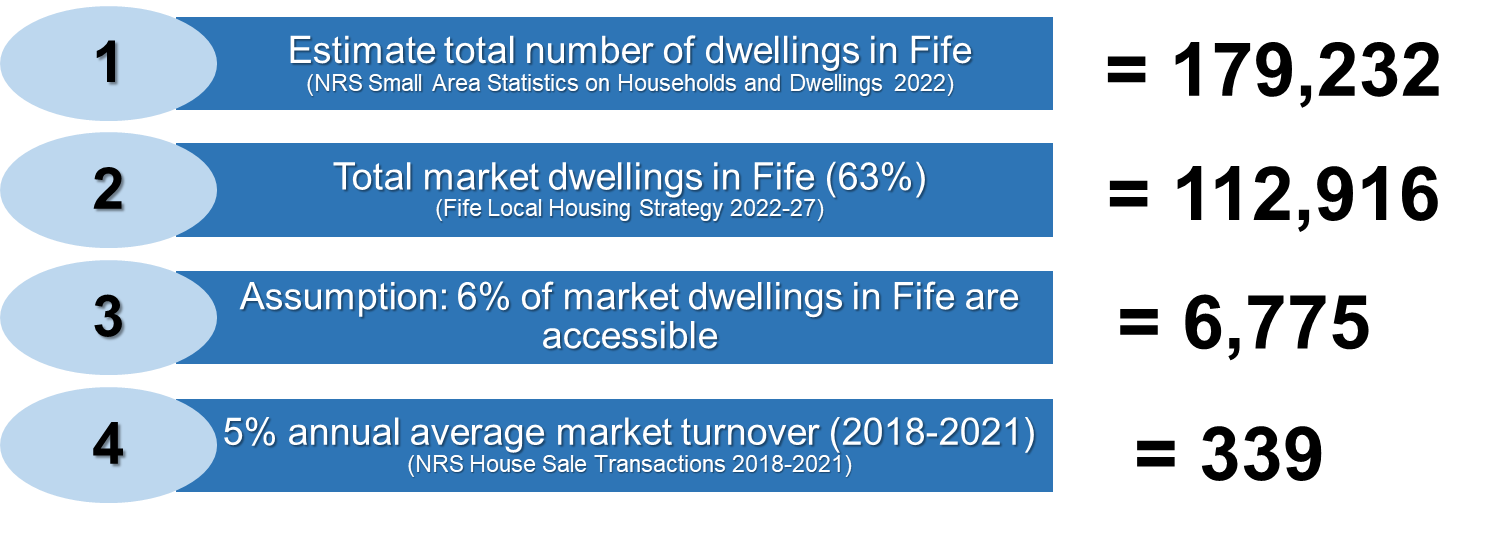 1
Estimate total number of dwellings in Fife
(NRS Small Area Statistics on Households and Dwellings 2022)
= 179,232
2
Total market dwellings in Fife (63%)
(Fife Local Housing Strategy 2022-27)
= 112,916
3
Assumption: 6% of market dwellings in Fife are
accessible
= 6,775
4
5% annual average market turnover (2018-2021)
(NRS House Sale Transactions 2018-2021)
= 339